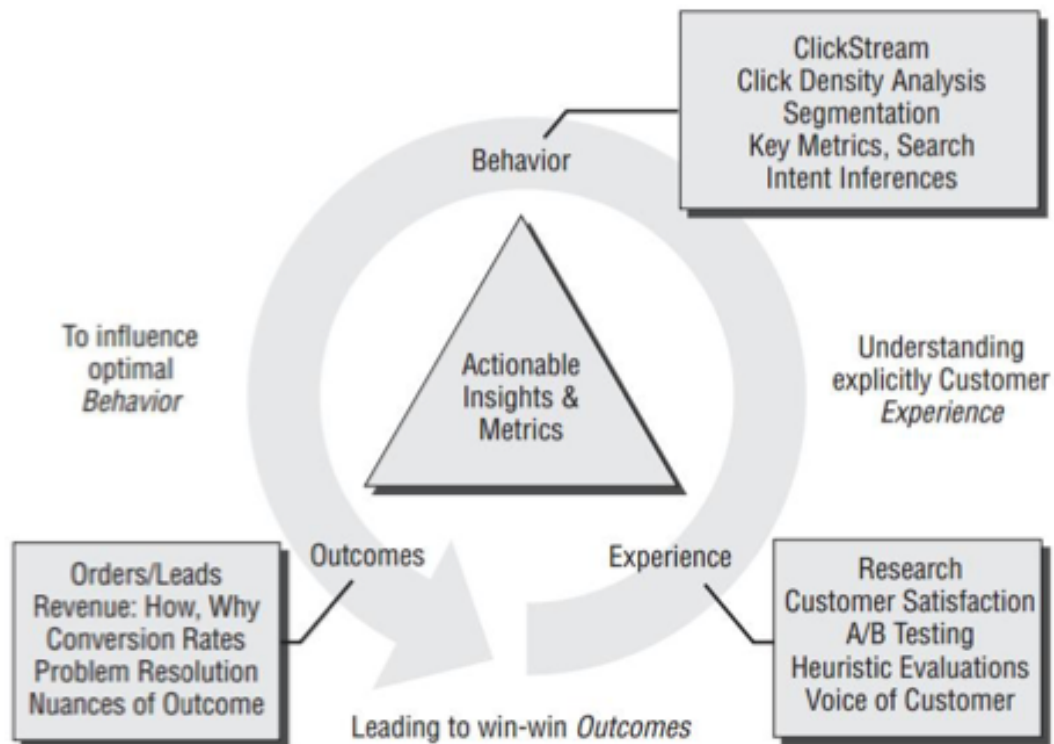 ClickStream
Click Density Analysis
Segmentation
Key Metrics, Search
Intent Inferences
Behavior
To influence
optimal
Behavior
Actionable
Insights &
Metrics
Understanding
explicitly Customer
Experience
Outcomes
Experience
Orders/Leads
Revenue: How, Why
Conversion Rates
Problem Resolution
Nuances of Outcome
Research
Customer Satisfaction
A/B Testing
Heuristic Evaluations
Voice of Customer
Leading to win-win Outcomes